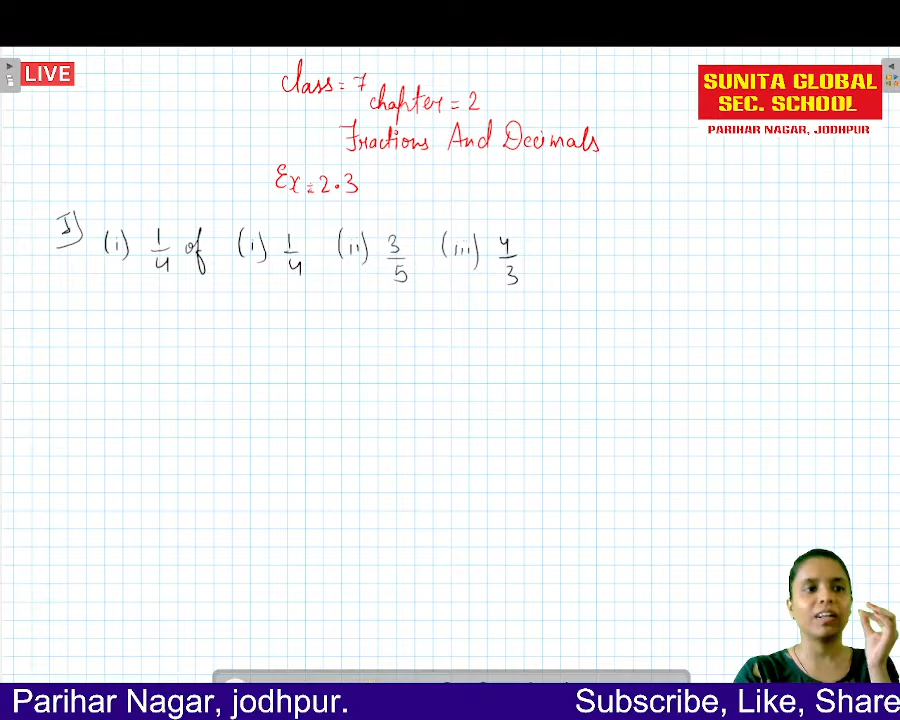 LIVE
Class = 7
chapter = 2
Fractions And Decimals
Ex = 2.3
SUNITA GLOBAL
SEC. SCHOOL
PARIHAR NAGAR, JODHPUR
I) (i) 1/4 of (i) 1/4 (ii) 3/5 (iii) 4/3
Parihar Nagar, jodhpur. Subscribe, Like, Share